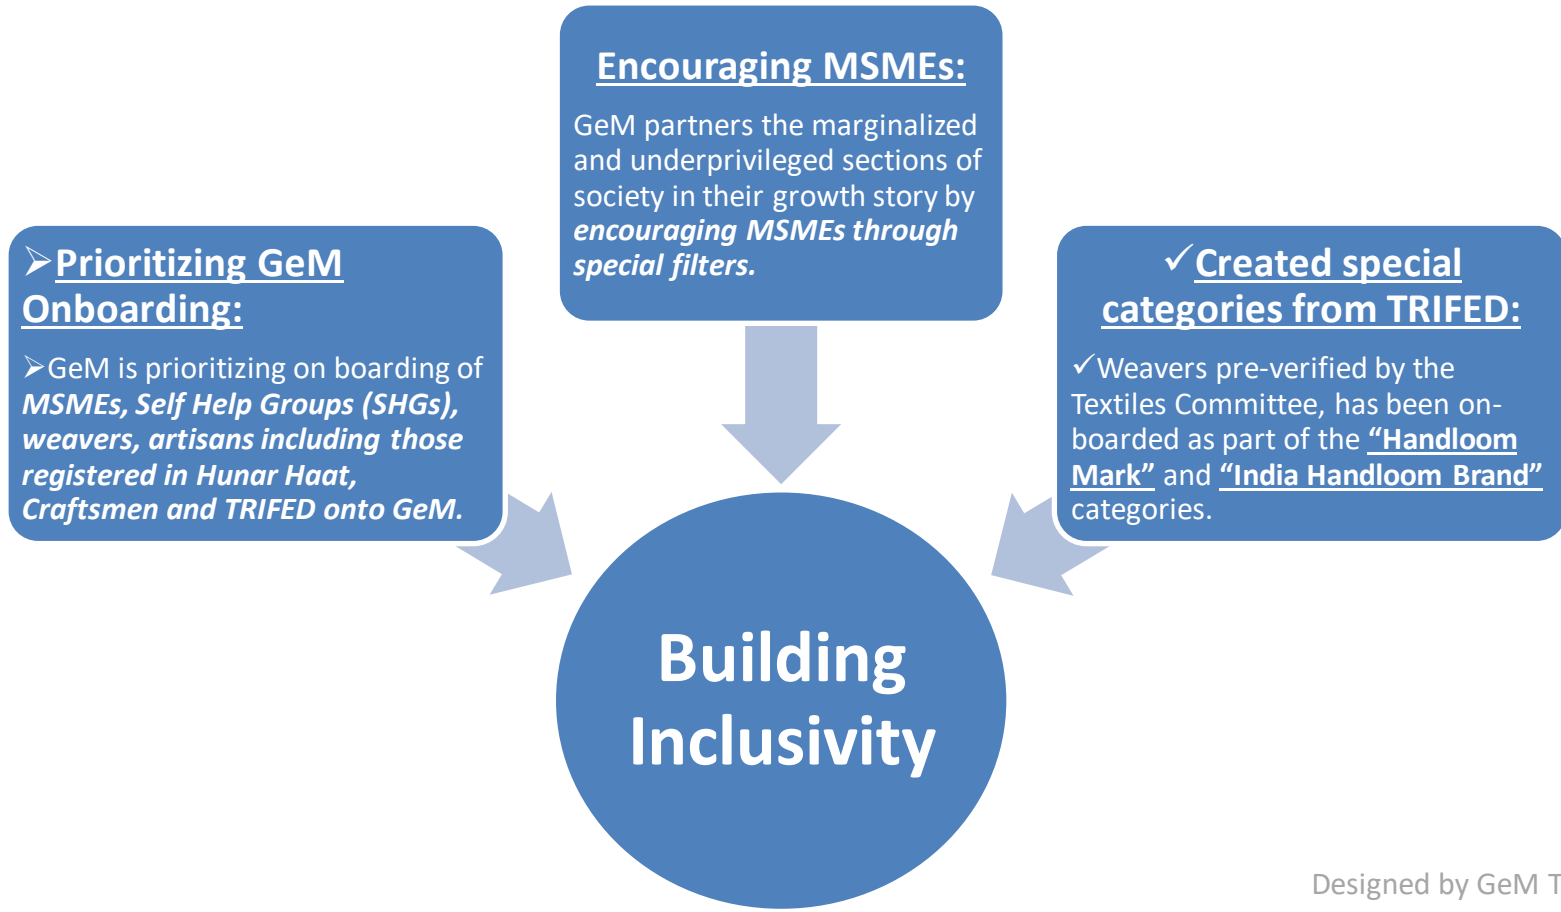 Encouraging MSMEs:
GeM partners the marginalized
and underprivileged sections of
society in their growth story by
encouraging MSMEs through
special filters.
➢Prioritizing GeM
Onboarding:
➢GeM is prioritizing on boarding of
MSMEs, Self Help Groups (SHGs),
weavers, artisans including those
registered in Hunar Haat,
Craftsmen and TRIFED onto GeM.
✓Created special
categories from TRIFED:
✓Weavers pre-verified by the
Textiles Committee, has been on-
boarded as part of the “Handloom
Mark” and “India Handloom Brand”
categories.
Building
Inclusivity
Designed by GeM T